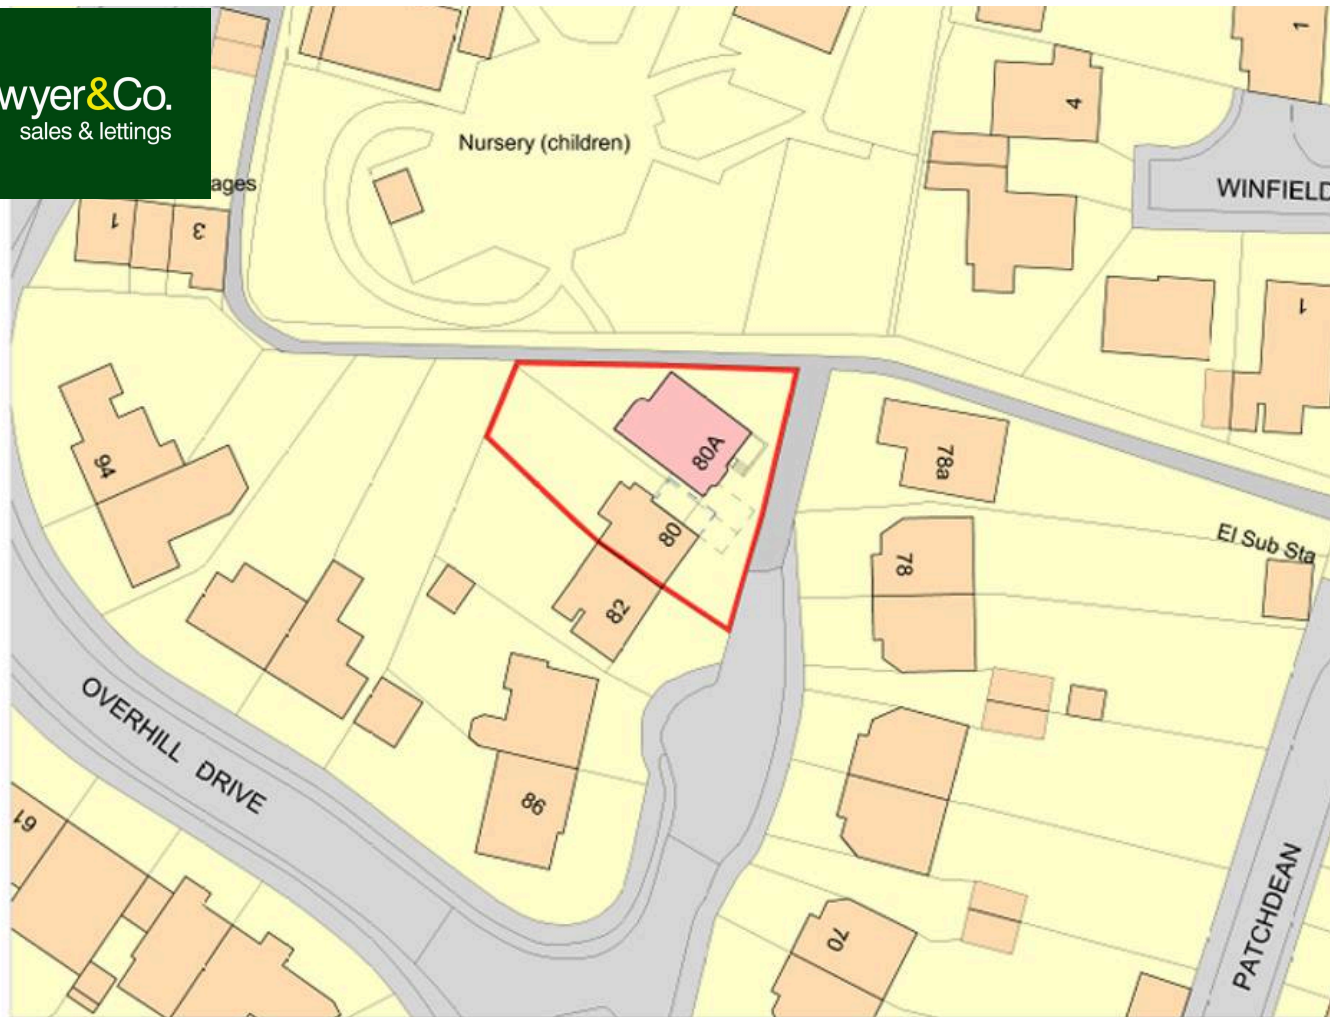 wyer&Co.
sales & lettings
ages
Nursery (children)
1
4
WINFIELD
1
3
1
94
80A
78a
80
78
El Sub Sta
82
OVERHILL DRIVE
86
61
70
PATCHDEAN